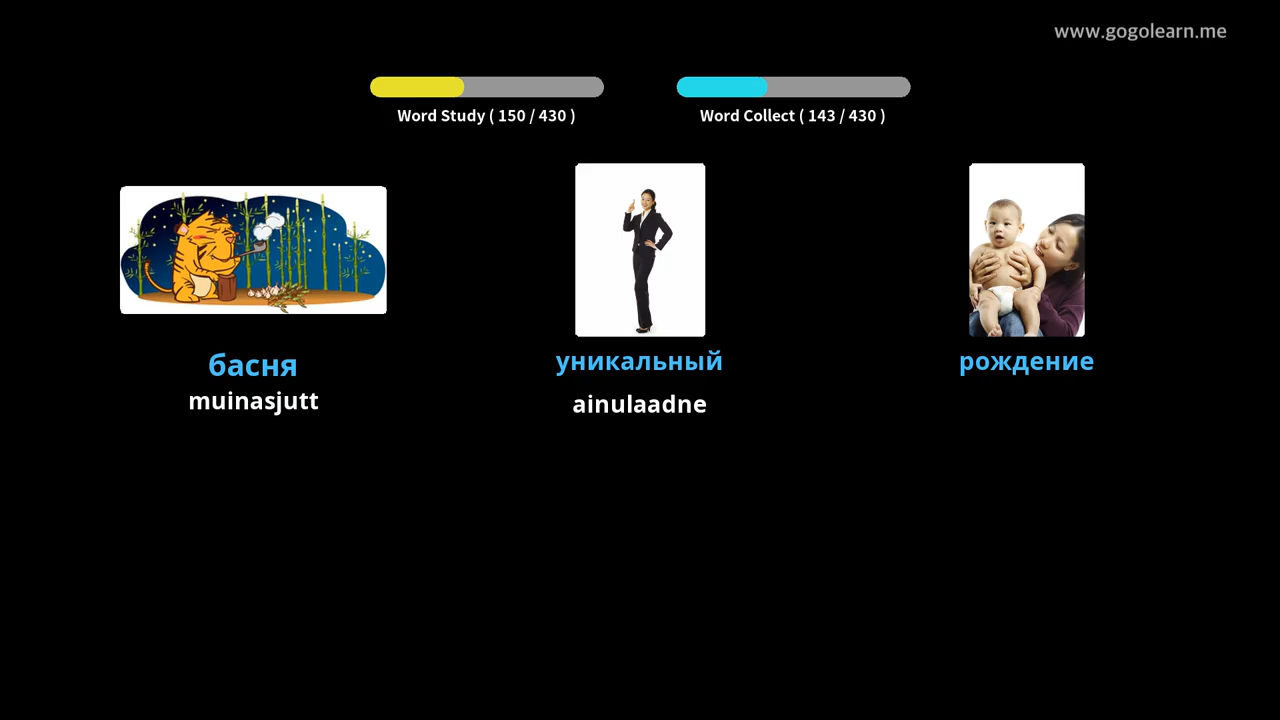 www.gogolearn.me
Word Study ( 150 / 430 )
Word Collect ( 143 / 430 )
басня
muinasjutt
уникальный
ainulaadne
рождение